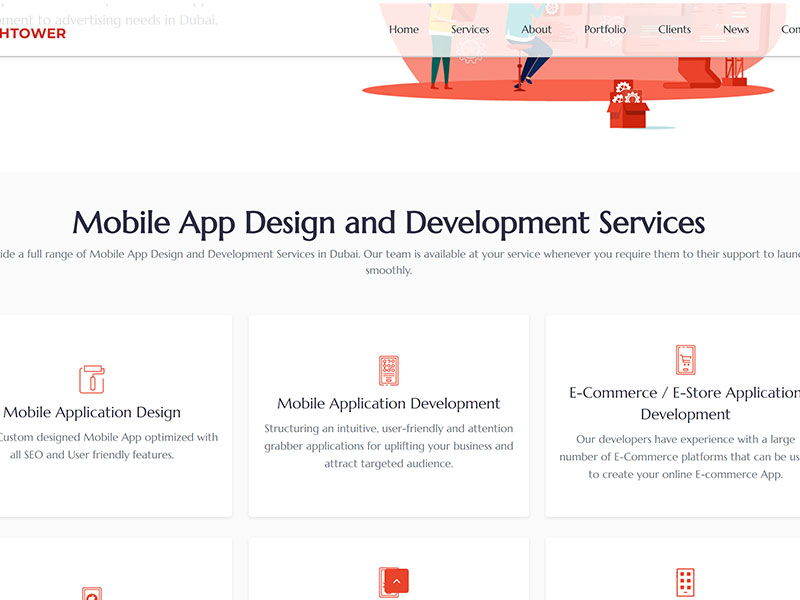 pment to advertising needs in Dubai.
HTOWER
Home Services About Portfolio Clients News Con
Mobile App Design and Development Services
ide a full range of Mobile App Design and Development Services in Dubai. Our team is available at your service whenever you require them to their support to laun
smoothly.
Mobile Application Design
Custom designed Mobile App optimized with
all SEO and User friendly features.
Mobile Application Development
Structuring an intuitive, user-friendly and attention
grabber applications for uplifting your business and
attract targeted audience.
E-Commerce / E-Store Application
Development
Our developers have experience with a large
number of E-Commerce platforms that can be us
to create your online E-commerce App.